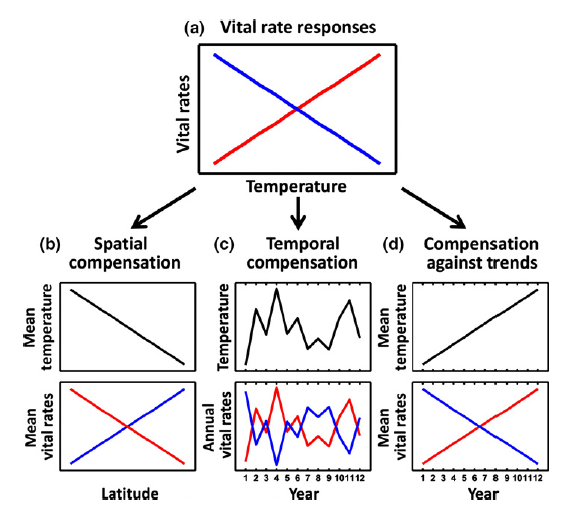 (a) Vital rate responses
Vital rates
Temperature
(b) Spatial
compensation
Mean
temperature
Mean
vital rates
Latitude
(c) Temporal
compensation
Temperature
Annual
vital rates
1 2 3 4 5 6 7 8 9 10 11 12
Year
(d) Compensation
against trends
Mean
temperature
Mean
vital rates
1 2 3 4 5 6 7 8 9 10 11 12
Year